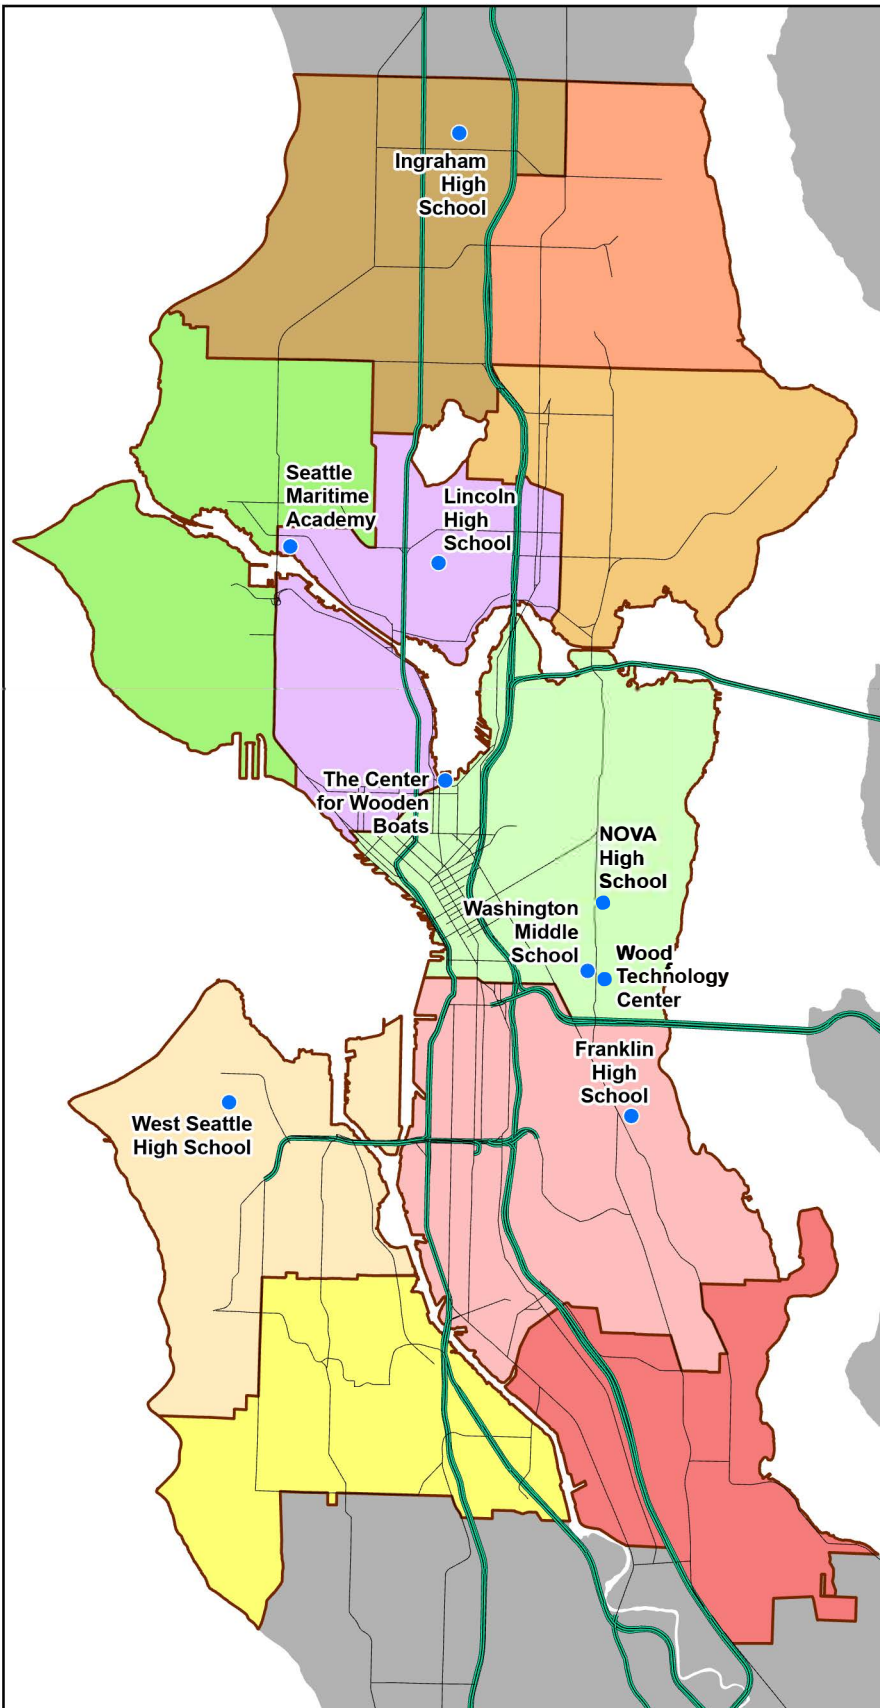 Ingraham
High
School
Seattle
Maritime
Academy
Lincoln
High
School
The Center
for Wooden
Boats
NOVA
High
School
Washington
Middle
School
Wood
Technology
Center
Franklin
High
School
West Seattle
High School